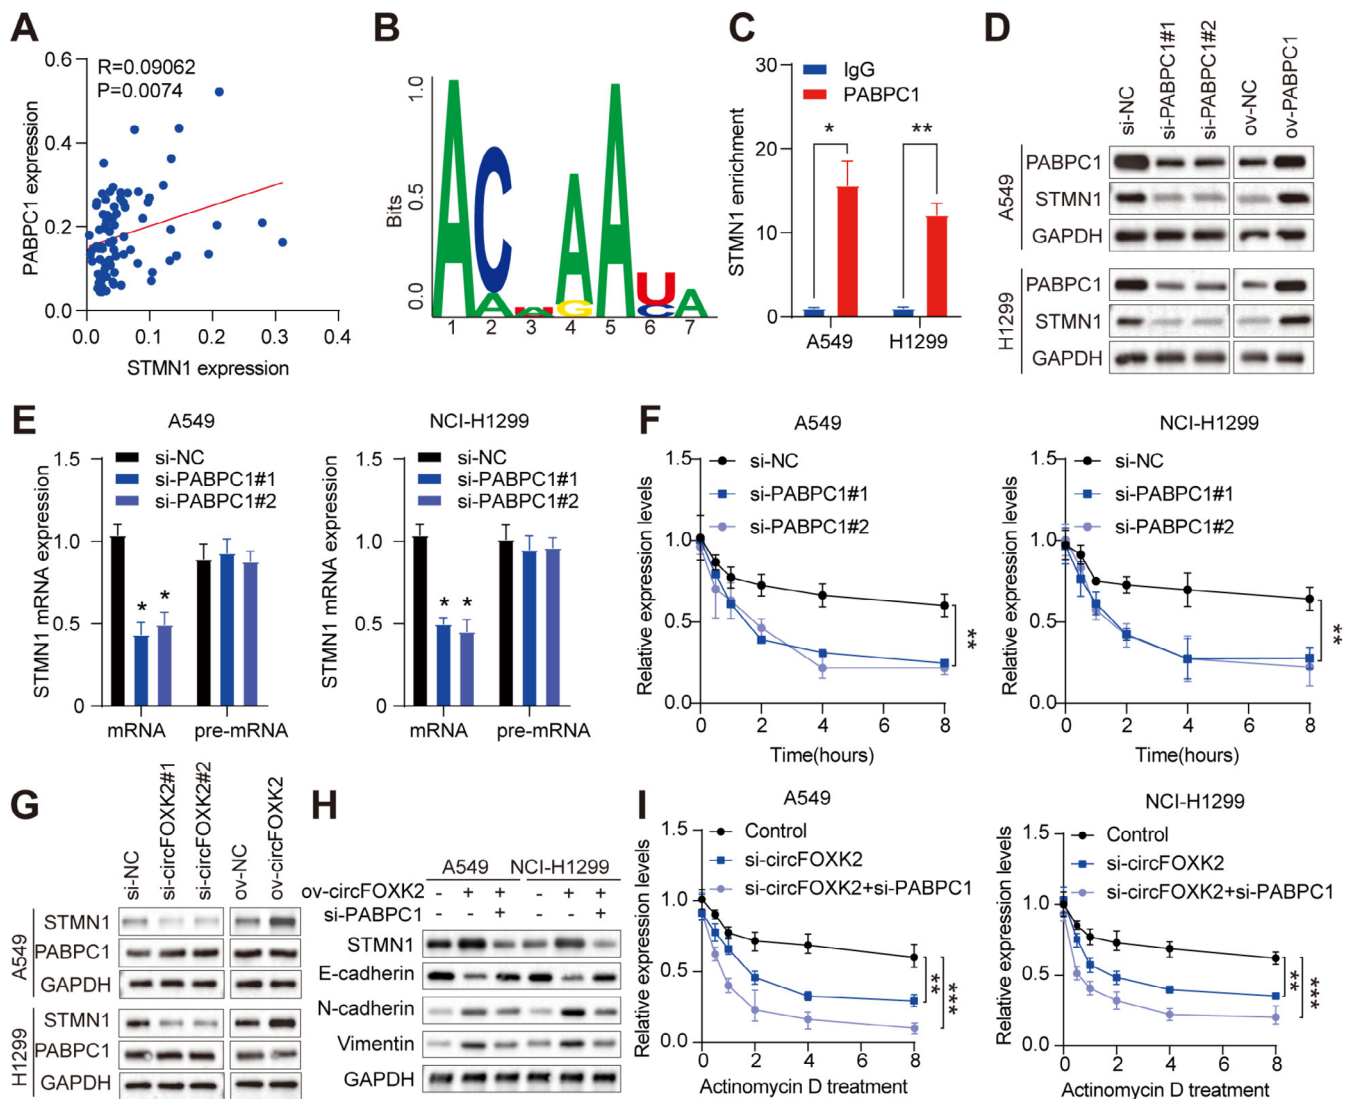 A
R=0.09062
P=0.0074
PABPC1 expression
0.6
0.4
0.2
0.0
0.0 0.1 0.2 0.3 0.4
STMN1 expression
B
Bits
1.0
0.5
0.0
A C A A
A G U C A
1 2 3 4 5 6 7
C
IgG
PABPC1
STMN1 enrichment
30
20
10
0
* **
A549 H1299
D
si-NC
si-PABPC1#1
si-PABPC1#2
ov-NC
ov-PABPC1
A549
PABPC1
STMN1
GAPDH
H1299
PABPC1
STMN1
GAPDH
E
A549
si-NC
si-PABPC1#1
si-PABPC1#2
STMN1 mRNA expression
1.5
1.0
0.5
0
* *
mRNA pre-mRNA
NCI-H1299
si-NC
si-PABPC1#1
si-PABPC1#2
STMN1 mRNA expression
1.5
1.0
0.5
0
* *
mRNA pre-mRNA
F
A549
si-NC
si-PABPC1#1
si-PABPC1#2
Relative expression levels
1.5
1.0
0.5
0.0
**
0 2 4 6 8
Time(hours)
NCI-H1299
si-NC
si-PABPC1#1
si-PABPC1#2
Relative expression levels
1.5
1.0
0.5
0.0
**
0 2 4 6 8
Time(hours)
G
si-NC
si-circFOXK2#1
si-circFOXK2#2
ov-NC
ov-circFOXK2
A549
STMN1
PABPC1
GAPDH
H1299
STMN1
PABPC1
GAPDH
H
A549 NCI-H1299
ov-circFOXK2 - + + - + +
si-PABPC1 - - + - - +
STMN1
E-cadherin
N-cadherin
Vimentin
GAPDH
I
A549
Control
si-circFOXK2
si-circFOXK2+si-PABPC1
Relative expression levels
1.5
1.0
0.5
0.0
** ***
0 2 4 6 8
Actinomycin D treatment
NCI-H1299
Control
si-circFOXK2
si-circFOXK2+si-PABPC1
Relative expression levels
1.5
1.0
0.5
0.0
** ***
0 2 4 6 8
Actinomycin D treatment